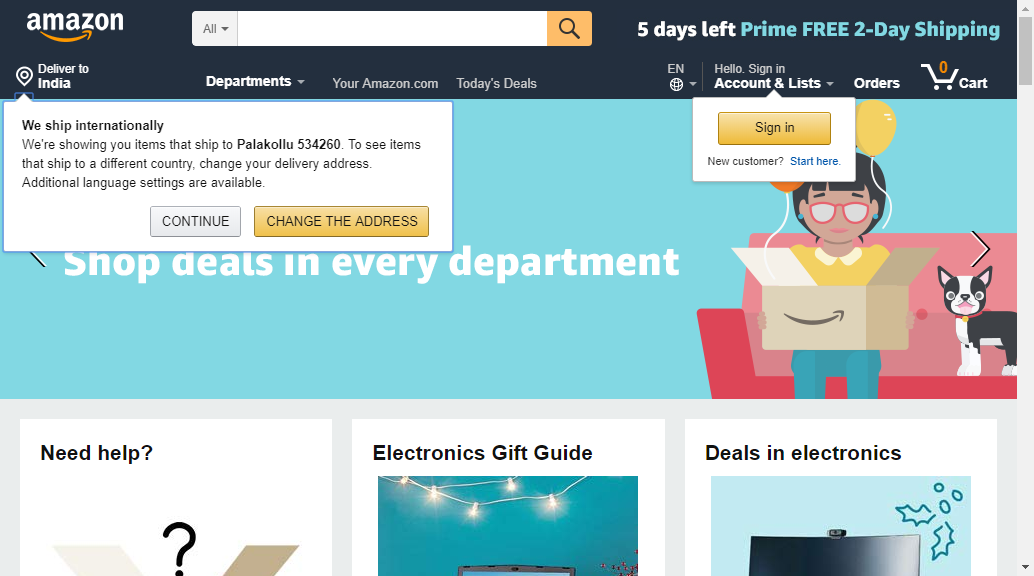 amazon
All
5 days left Prime FREE 2-Day Shipping
Deliver to
India
Departments
Your Amazon.com
Today's Deals
EN
Hello. Sign in
Account & Lists
Orders
0
Cart
We ship internationally
We're showing you items that ship to Palakollu 534260. To see items
that ship to a different country, change your delivery address.
Additional language settings are available.
CONTINUE
CHANGE THE ADDRESS
Sign in
New customer? Start here.
Shop deals in every department
Need help?
Electronics Gift Guide
Deals in electronics
?